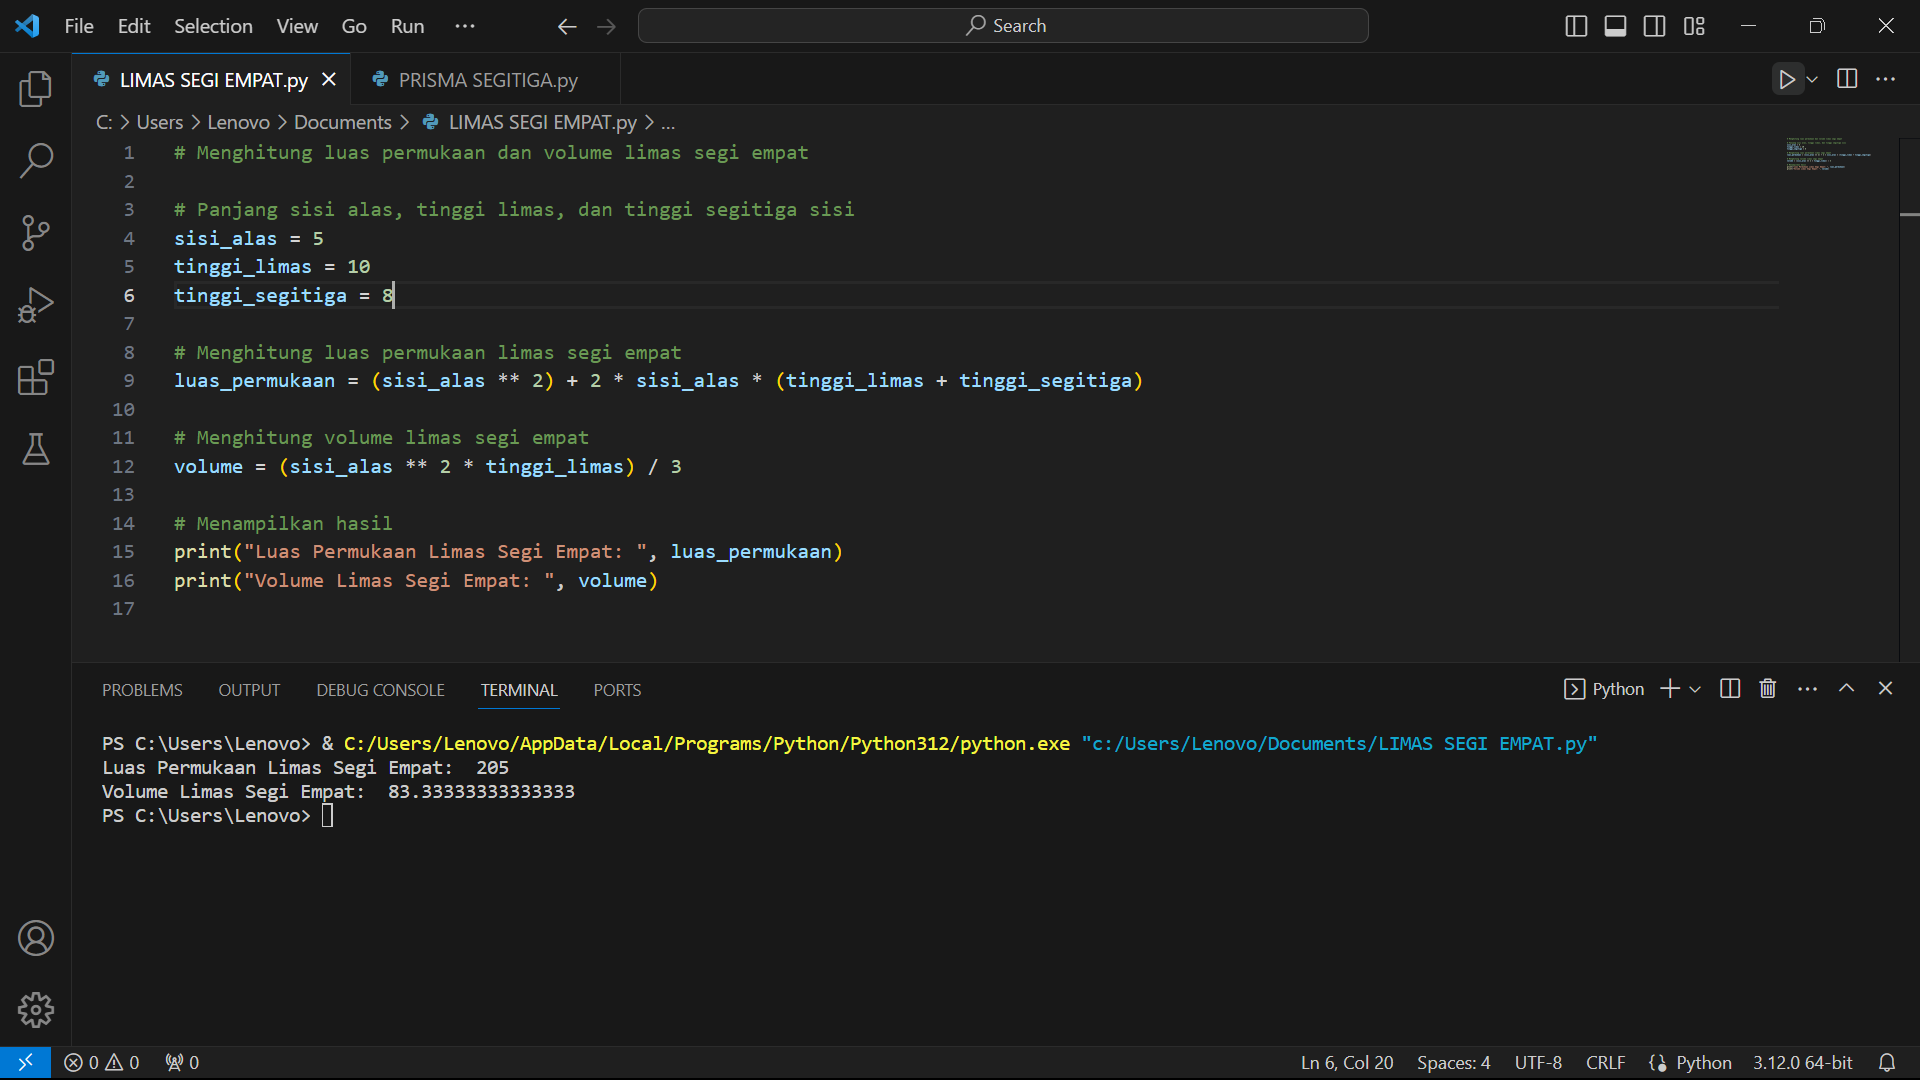 File Edit Selection View Go Run ··· Search
LIMAS SEGI EMPAT.py PRISMA SEGITIGA.py
C: > Users > Lenovo > Documents > LIMAS SEGI EMPAT.py > ...
1 # Menghitung luas permukaan dan volume limas segi empat
2
3 # Panjang sisi alas, tinggi limas, dan tinggi segitiga sisi
4 sisi_alas = 5
5 tinggi_limas = 10
6 tinggi_segitiga = 8
7
8 # Menghitung luas permukaan limas segi empat
9 luas_permukaan = (sisi_alas ** 2) + 2 * sisi_alas * (tinggi_limas + tinggi_segitiga)
10
11 # Menghitung volume limas segi empat
12 volume = (sisi_alas ** 2 * tinggi_limas) / 3
13
14 # Menampilkan hasil
15 print("Luas Permukaan Limas Segi Empat: ", luas_permukaan)
16 print("Volume Limas Segi Empat: ", volume)
17
PROBLEMS OUTPUT DEBUG CONSOLE TERMINAL PORTS Python
PS C:\Users\Lenovo> & C:/Users/Lenovo/AppData/Local/Programs/Python/Python312/python.exe "c:/Users/Lenovo/Documents/LIMAS SEGI EMPAT.py"
Luas Permukaan Limas Segi Empat:  205
Volume Limas Segi Empat:  83.33333333333333
PS C:\Users\Lenovo>
0 0 0 Ln 6, Col 20 Spaces: 4 UTF-8 CRLF Python 3.12.0 64-bit